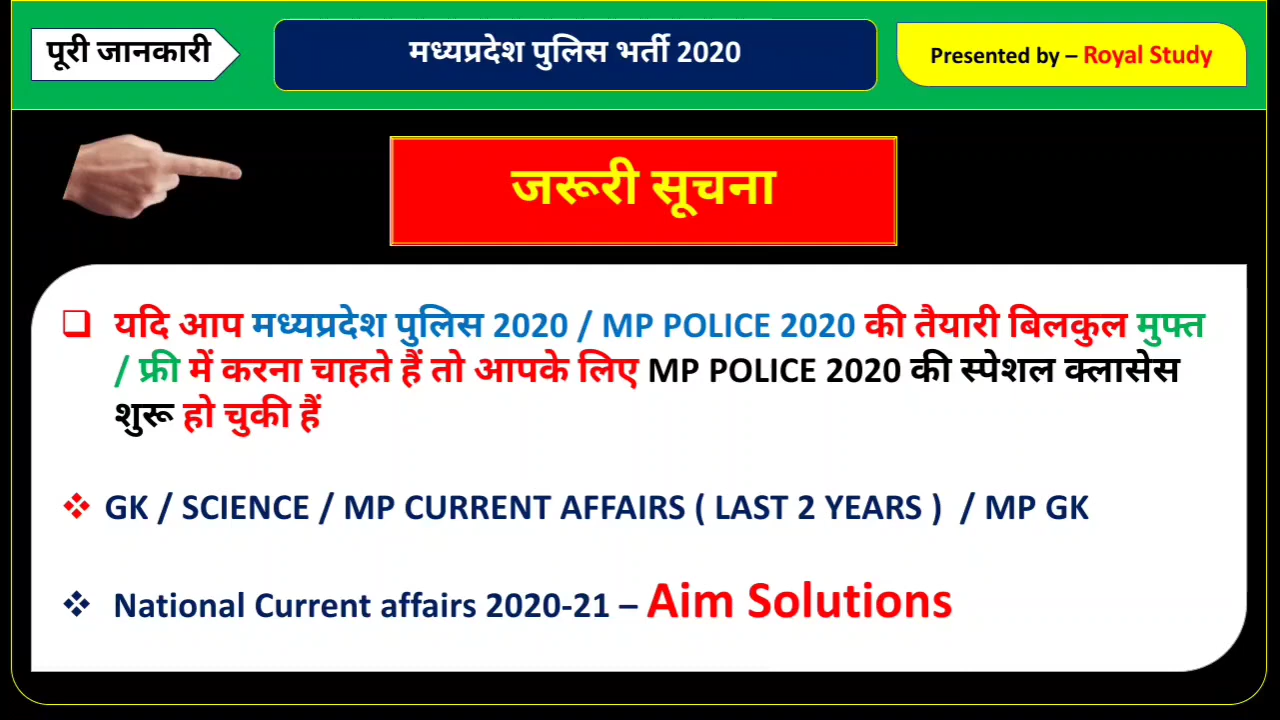 पूरी जानकारी
मध्यप्रदेश पुलिस भर्ती 2020
Presented by – Royal Study
जरूरी सूचना
यदि आप मध्यप्रदेश पुलिस 2020 / MP POLICE 2020 की तैयारी बिलकुल मुफ्त
/ फ्री में करना चाहते हैं तो आपके लिए MP POLICE 2020 की स्पेशल क्लासेस
शुरू हो चुकी हैं
GK / SCIENCE / MP CURRENT AFFAIRS ( LAST 2 YEARS ) / MP GK
National Current affairs 2020-21 – Aim Solutions